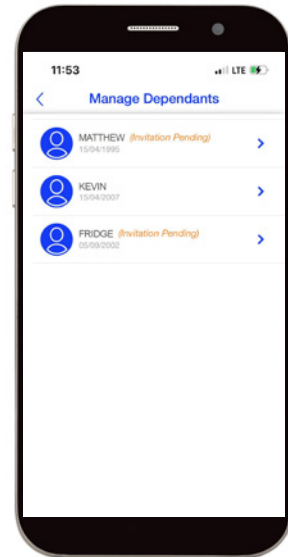 11:53
LTE
Manage Dependants
MATTHEW (Invitation Pending)
15/04/1995
KEVIN
15/04/2007
FRIDGE (Invitation Pending)
05/09/2002